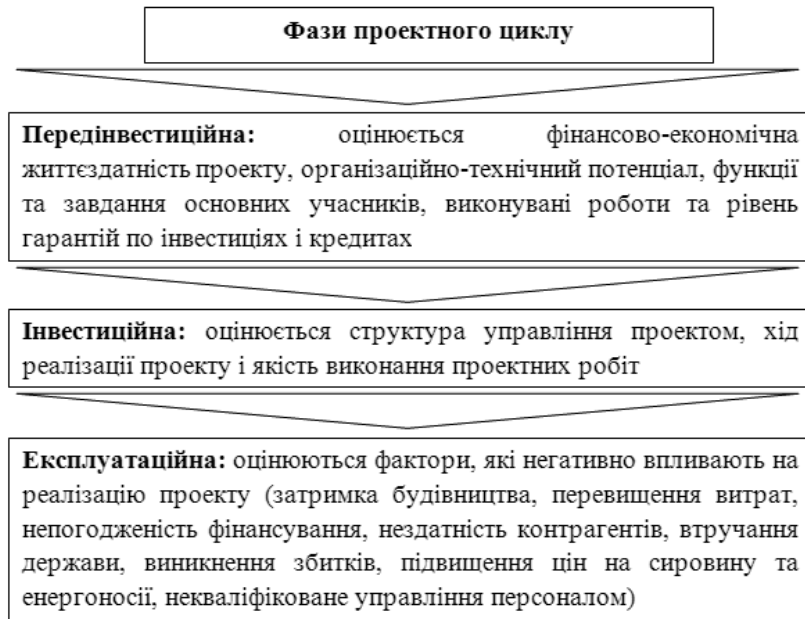 Фази проектного циклу
Передінвестиційна: оцінюється фінансово-економічна
життєздатність проекту, організаційно-технічний потенціал, функції
та завдання основних учасників, виконувані роботи та рівень
гарантій по інвестиціях і кредитах
Інвестиційна: оцінюється структура управління проектом, хід
реалізації проекту і якість виконання проектних робіт
Експлуатаційна: оцінюються фактори, які негативно впливають на
реалізацію проекту (затримка будівництва, перевищення витрат,
непогодженість фінансування, нездатність контрагентів, втручання
держави, виникнення збитків, підвищення цін на сировину та
енергоносії, некваліфіковане управління персоналом)